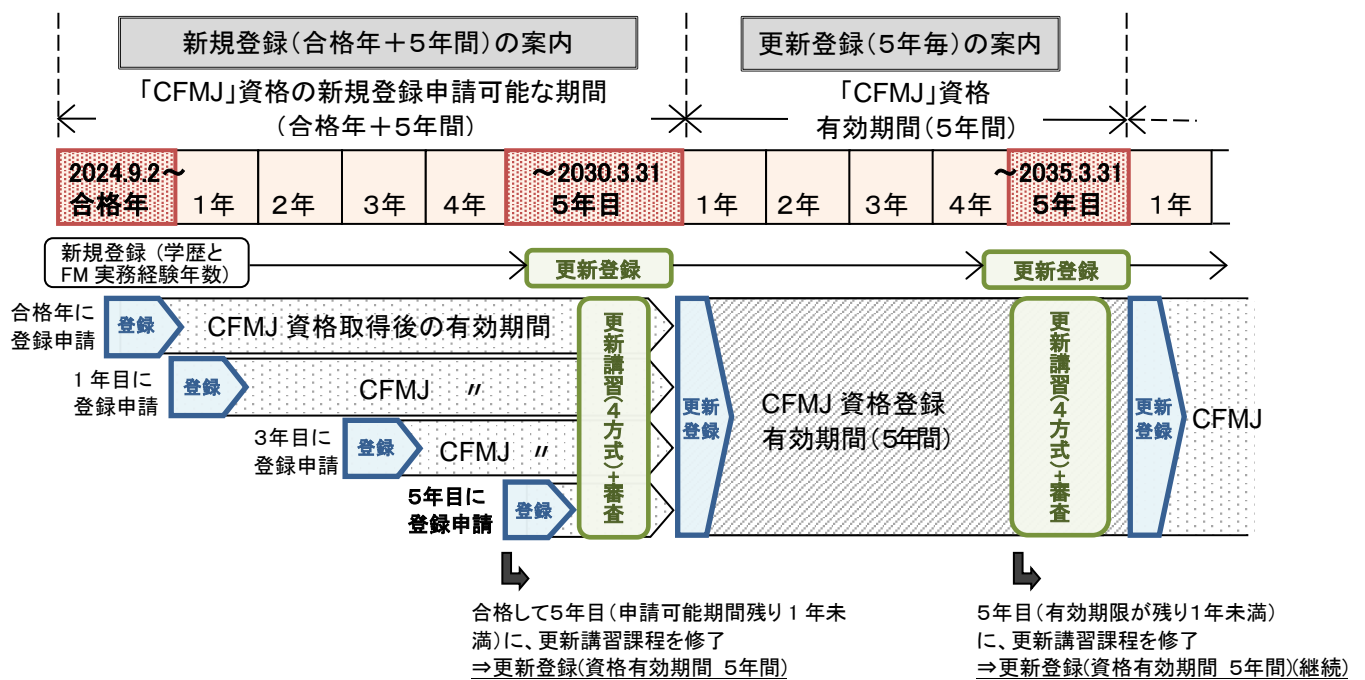 新規登録(合格年+5年間)の案内
更新登録(5年毎)の案内
「CFMJ」資格の新規登録申請可能な期間
(合格年+5年間)
「CFMJ」資格
有効期間(5年間)
2024.9.2~
合格年
1年
2年
3年
4年
~2030.3.31
5年目
1年
2年
3年
4年
~2035.3.31
5年目
1年
新規登録 (学歴と
FM 実務経験年数)
更新登録
更新登録
合格年に
登録申請
登録
CFMJ 資格取得後の有効期間
1 年目に
登録申請
登録
CFMJ 〃
3年目に
登録申請
登録
CFMJ 〃
5年目に
登録申請
登録
更新講習(4方式)+審査
更新
登録
CFMJ 資格登録
有効期間(5年間)
更新講習(4方式)+審査
更新
登録
CFMJ
合格して5年目(申請可能期間残り 1 年未
満)に、更新講習課程を修了
⇒更新登録(資格有効期間 5年間)
5年目(有効期限が残り1年未満)
に、更新講習課程を修了
⇒更新登録(資格有効期間 5年間)(継続)